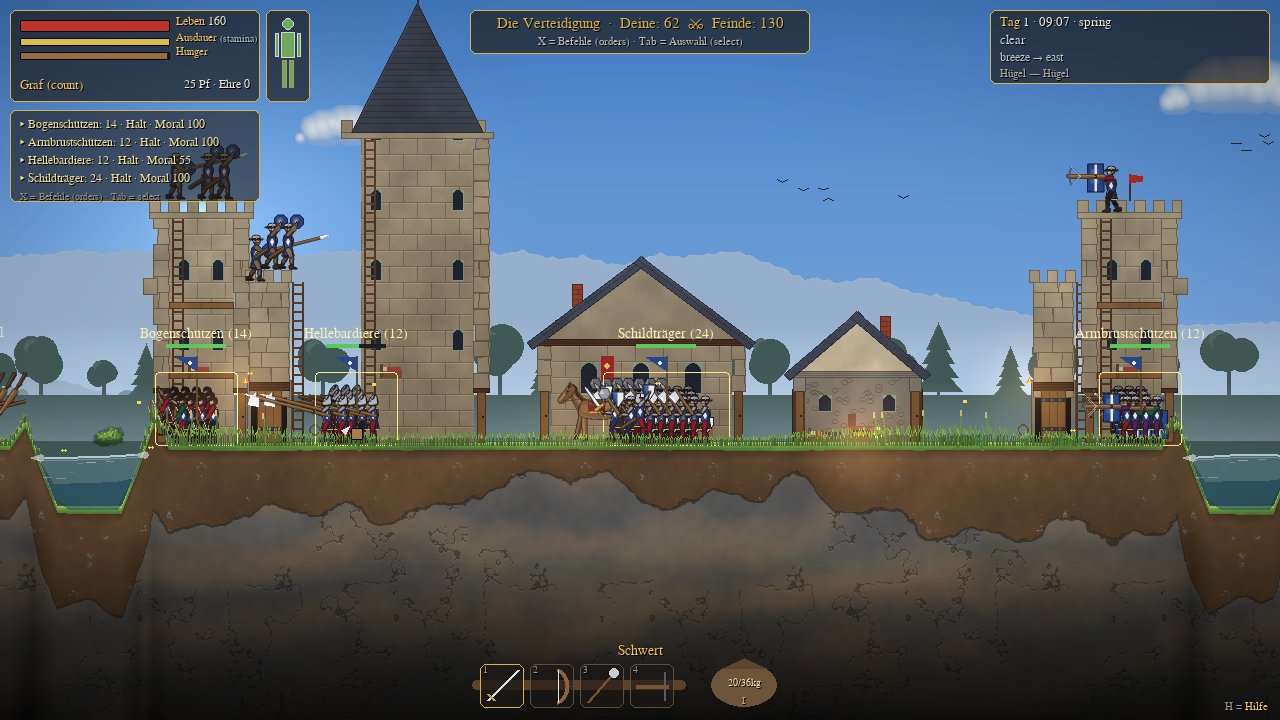 Leben 160
Ausdauer (stamina)
Hunger
Graf (count)
25 Pf · Ehre 0
Die Verteidigung · Deine: 62 ⚔ Feinde: 130
X = Befehle (orders) · Tab = Auswahl (select)
Tag 1 · 09:07 · spring
clear
breeze → east
Hügel — Hügel
▸ Bogenschützen: 14 · Halt · Moral 100
▸ Armbrustschützen: 12 · Halt · Moral 100
▸ Hellebardiere: 12 · Halt · Moral 55
▸ Schildträger: 24 · Halt · Moral 100
X = Befehle (orders) · Tab = select
Bogenschützen (14)
Hellebardiere (12)
Schildträger (24)
Armbrustschützen (12)
Schwert
1
2
3
4
20/36kg
I
H = Hilfe